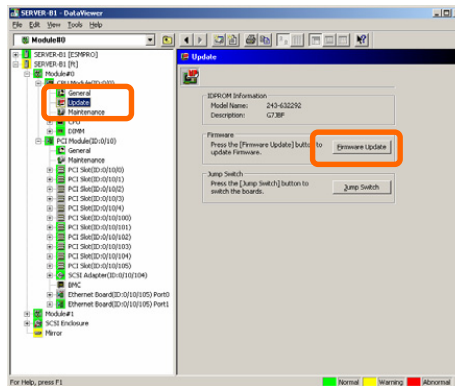 SERVER-B1 - DataViewer
File Edit View Tools Help
Module#0
SERVER-B1 [ESMPRO]
SERVER-B1 [ft]
Module#0
CPU Module(ID:0/0)
General
Update
Maintenance
CPU
DIMM
PCI Module(ID:0/10)
General
Maintenance
PCI Slot(ID:0/10/0)
PCI Slot(ID:0/10/1)
PCI Slot(ID:0/10/2)
PCI Slot(ID:0/10/3)
PCI Slot(ID:0/10/4)
PCI Slot(ID:0/10/100)
PCI Slot(ID:0/10/101)
PCI Slot(ID:0/10/102)
PCI Slot(ID:0/10/103)
PCI Slot(ID:0/10/104)
PCI Slot(ID:0/10/105)
SCSI Adapter(ID:0/10/104)
BMC
Ethernet Board(ID:0/10/105) Port0
Ethernet Board(ID:0/10/105) Port1
Module#1
SCSI Enclosure
Mirror
Update
IDPROM Information
Model Name: 243-632292
Description: G7JBF
Firmware
Press the [Firmware Update] button to
update Firmware.
Firmware Update
Jump Switch
Press the [Jump Switch] button to
switch the boards.
Jump Switch
For Help, press F1
Normal Warning Abnormal